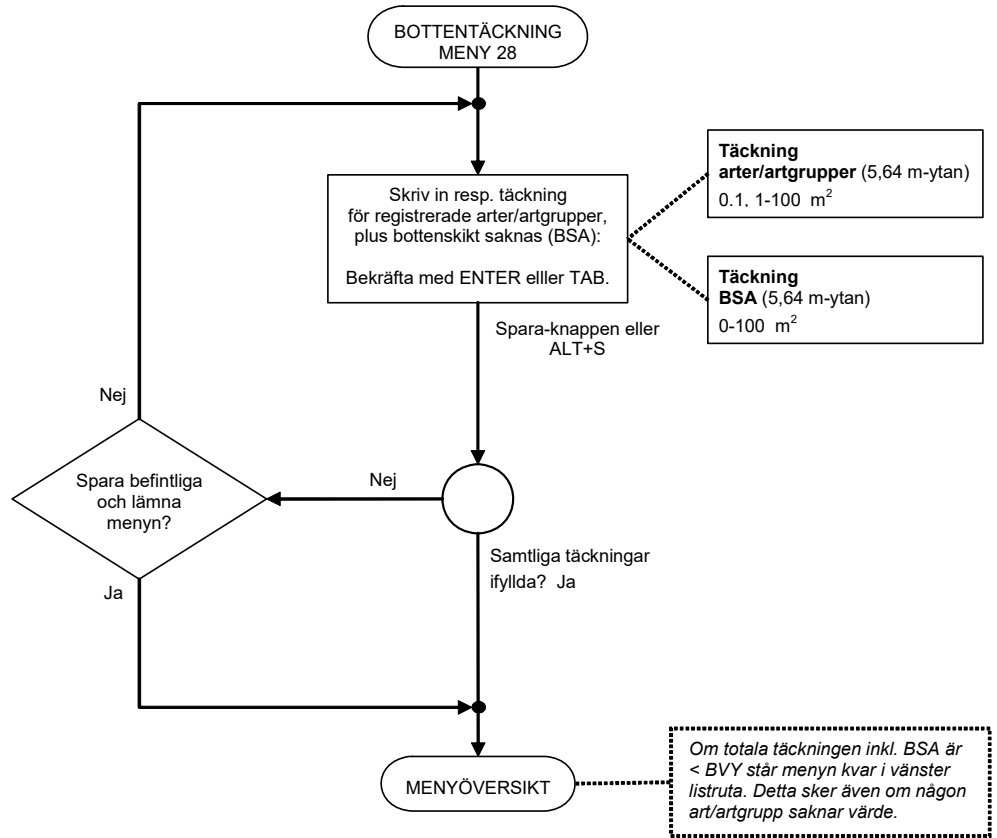 BOTTENTÄCKNING
MENY 28
Täckning
arter/artgrupper (5,64 m-ytan)
0.1, 1-100 m²
Skriv in resp. täckning
för registrerade arter/artgrupper,
plus bottenskikt saknas (BSA):
Bekräfta med ENTER elller TAB.
Täckning
BSA (5,64 m-ytan)
0-100 m²
Spara-knappen eller
ALT+S
Nej
Spara befintliga
och lämna
menyn?
Nej
Samtliga täckningar
ifyllda? Ja
Ja
MENYÖVERSIKT
Om totala täckningen inkl. BSA är
< BVY står menyn kvar i vänster
listruta. Detta sker även om någon
art/artgrupp saknar värde.